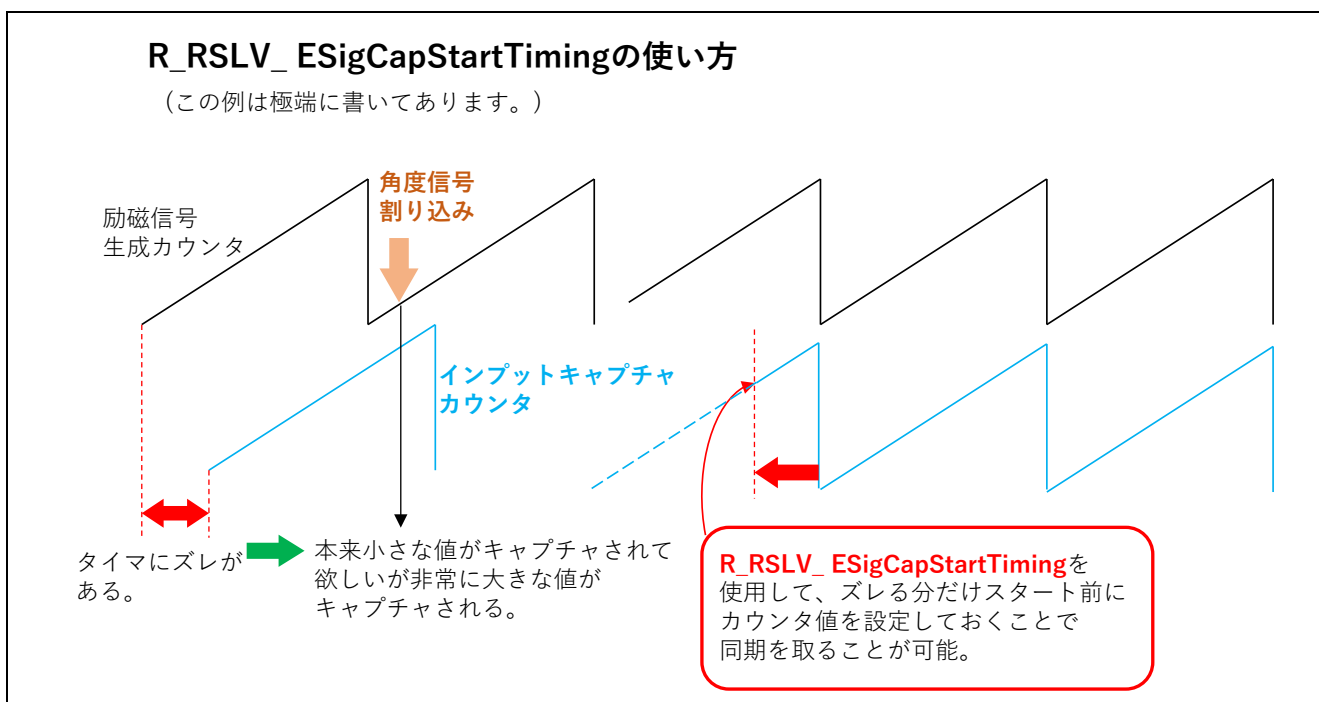 R_RSLV_ ESigCapStartTimingの使い方
(この例は極端に書いてあります。)
角度信号
割り込み
励磁信号
生成カウンタ
インプットキャプチャ
カウンタ
タイマにズレが
ある。
本来小さな値がキャプチャされて
欲しいが非常に大きな値が
キャプチャされる。
R_RSLV_ ESigCapStartTimingを
使用して、ズレる分だけスタート前に
カウンタ値を設定しておくことで
同期を取ることが可能。